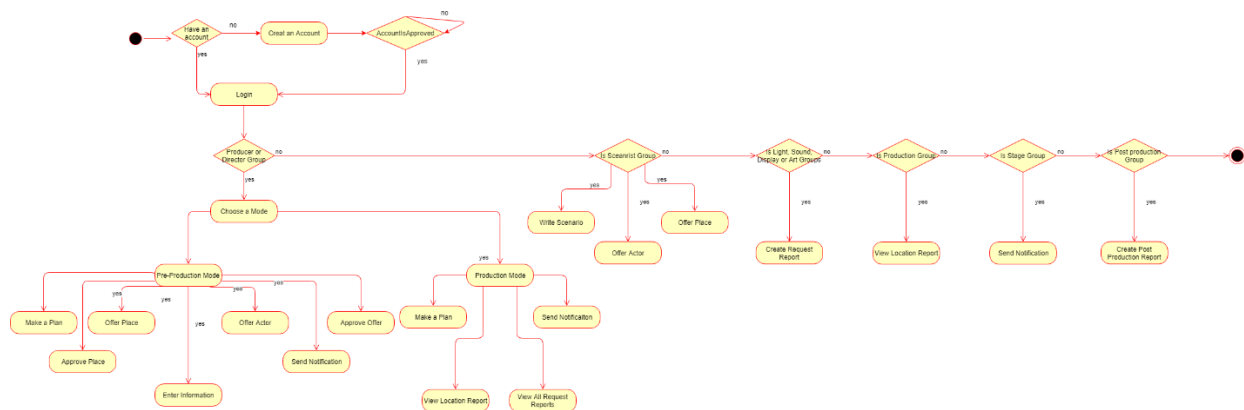 no
Have an
account
no
Creat an Account
AccountIsApproved
yes
yes
Login
Producer or
Director Group
no
Is Sceanrist Group
no
Is Light, Sound,
Display or Art Groups
no
Is Production Group
no
Is Stage Group
no
Is Post production
Group
no
yes
yes
yes
yes
yes
yes
yes
yes
Choose a Mode
Write Scenario
Offer Place
Offer Actor
Create Request
Report
View Location Report
Send Notification
Create Post
Production Report
yes
Pre-Production Mode
Production Mode
yes
yes
yes
yes
yes
Make a Plan
Offer Place
Offer Actor
Approve Offer
Make a Plan
Send Notificaiton
Approve Place
Send Notification
Enter Information
View Location Report
View All Request
Reports